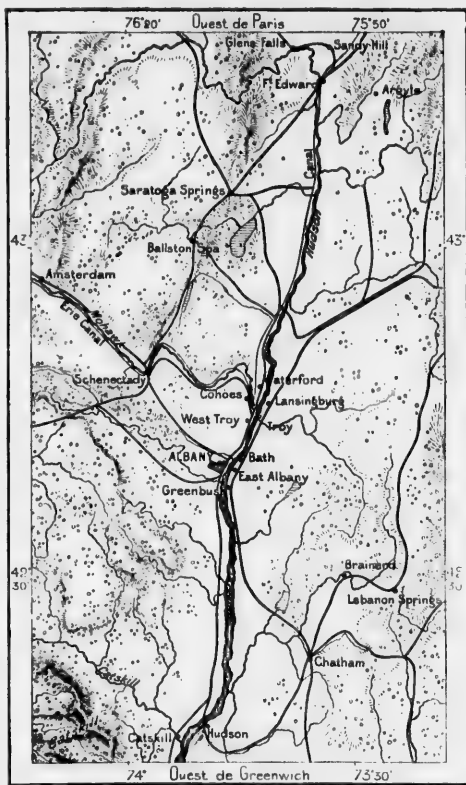 Ouest de Paris
76°20'
75°50'
Glens Falls
Sandy Hill
Ft Edward
Argyle
Canal
Hudson
Saratoga Springs
43°
43°
Ballston Spa
Amsterdam
Mohawk
Erie Canal
Schenectady
Cohoes
Waterford
Lansingburg
West Troy
Troy
ALBANY
Bath
East Albany
Greenbush
42°
30'
42°
30'
Brainerd
Lebanon Springs
Chatham
Catskill
Catskill
Hudson
74°
73°30'
Ouest de Greenwich